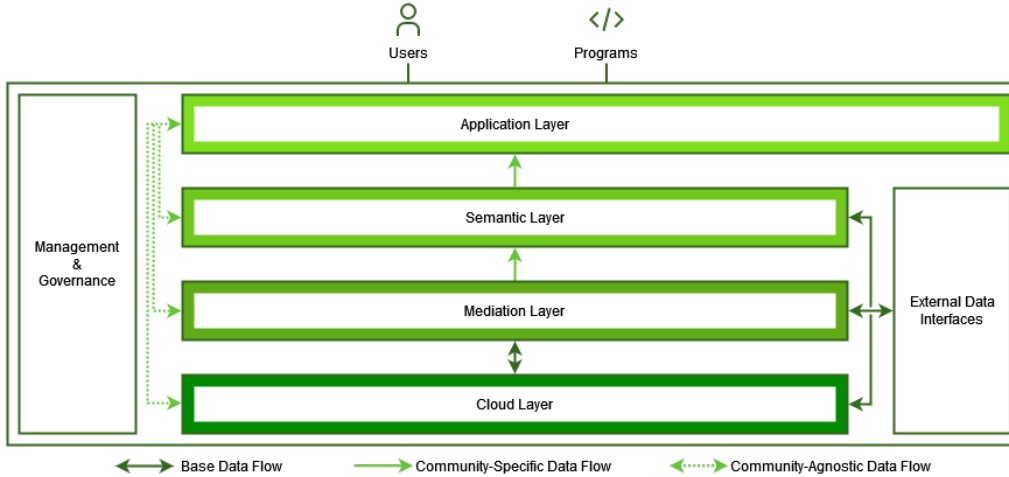 Users
Programs
Application Layer
Semantic Layer
Management
&
Governance
Mediation Layer
External Data
Interfaces
Cloud Layer
Base Data Flow
Community-Specific Data Flow
Community-Agnostic Data Flow